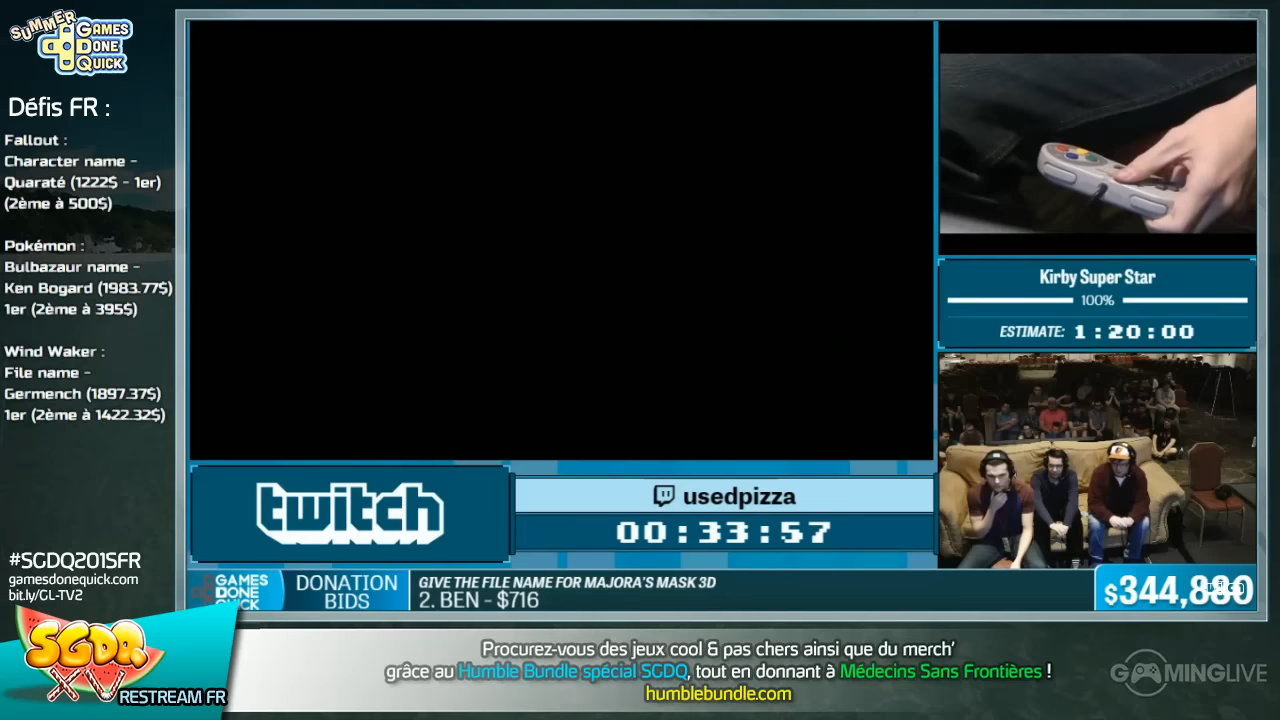 SUMMER
GAMES
DONE
QUICK
Défis FR :
Fallout :
Character name -
Quaraté (1222$ - 1er)
(2ème à 500$)
Pokémon :
Bulbazaur name -
Ken Bogard (1983.77$)
1er (2ème à 395$)
Wind Waker :
File name -
Germench (1897.37$)
1er (2ème à 1422.32$)
#SGDQ2015FR
gamesdonequick.com
bit.ly/GL-TV2
SGDQ
XV
RESTREAM FR
Kirby Super Star
100%
ESTIMATE: 1:20:00
twitch
usedpizza
00:33:57
GAMES
DONE
QUICK
DONATION
BIDS
GIVE THE FILE NAME FOR MAJORA'S MASK 3D
2. BEN - $716
Procurez-vous des jeux cool & pas chers ainsi que du merch'
grâce au Humble Bundle spécial SGDQ, tout en donnant à Médecins Sans Frontières !
humblebundle.com
GAMINGLIVE